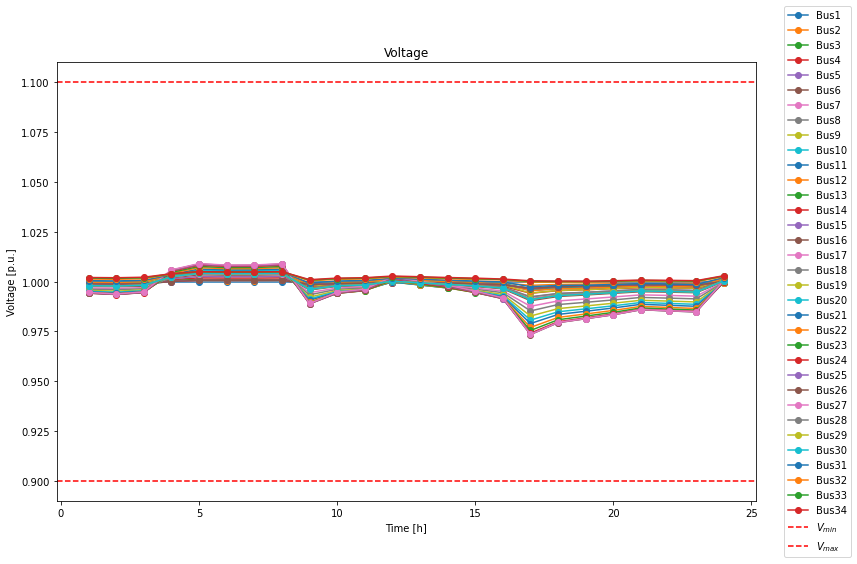 Voltage
Voltage [p.u.]
1.100
1.075
1.050
1.025
1.000
0.975
0.950
0.925
0.900
0
5
10
15
20
25
Time [h]
Bus1
Bus2
Bus3
Bus4
Bus5
Bus6
Bus7
Bus8
Bus9
Bus10
Bus11
Bus12
Bus13
Bus14
Bus15
Bus16
Bus17
Bus18
Bus19
Bus20
Bus21
Bus22
Bus23
Bus24
Bus25
Bus26
Bus27
Bus28
Bus29
Bus30
Bus31
Bus32
Bus33
Bus34
V_min
V_max